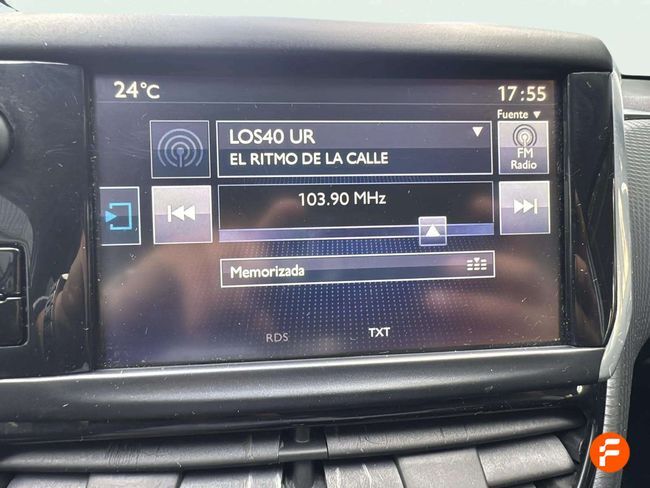 24°C
17:55
Fuente ▼
LOS40 UR
EL RITMO DE LA CALLE
FM
Radio
103.90 MHz
Memorizada
RDS
TXT